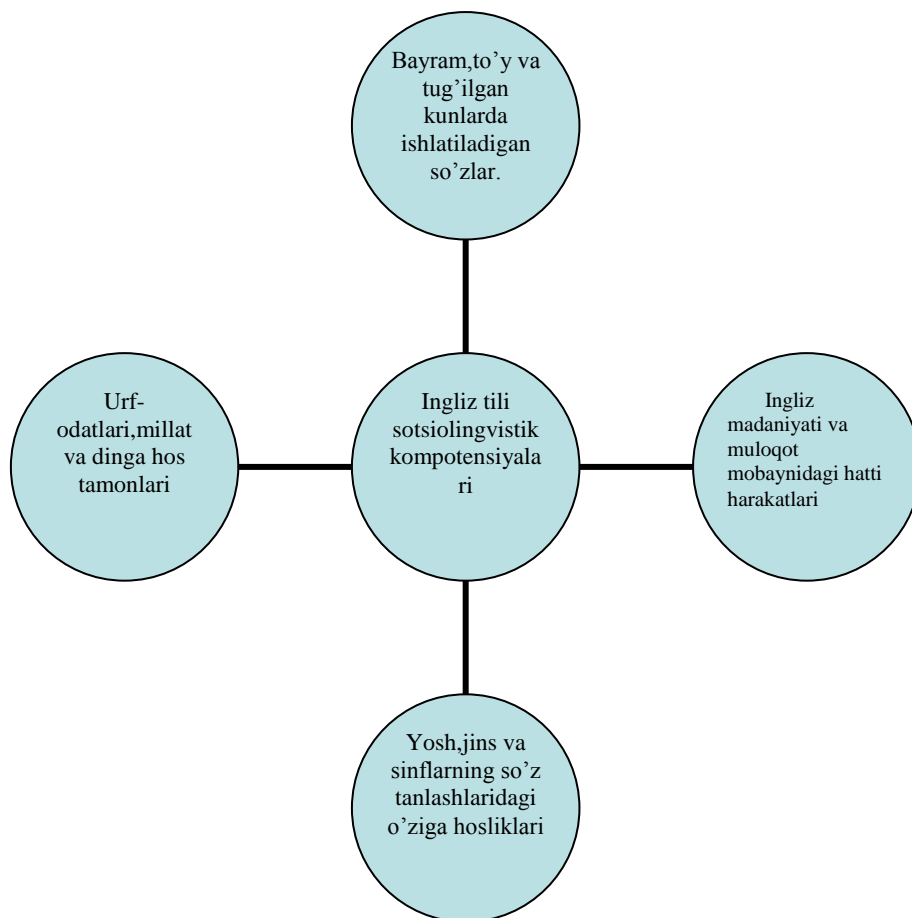 Bayram,to’y va
tug’ilgan
kunlarda
ishlatiladigan
so’zlar.
Urf-
odatlari,millat
va dinga hos
tamonlari
Ingliz tili
sotsiolingvistik
kompotensiyala
ri
Ingliz
madaniyati va
muloqot
mobaynidagi hatti
harakatlari
Yosh,jins va
sinflarning so’z
tanlashlaridagi
o’ziga hosliklari